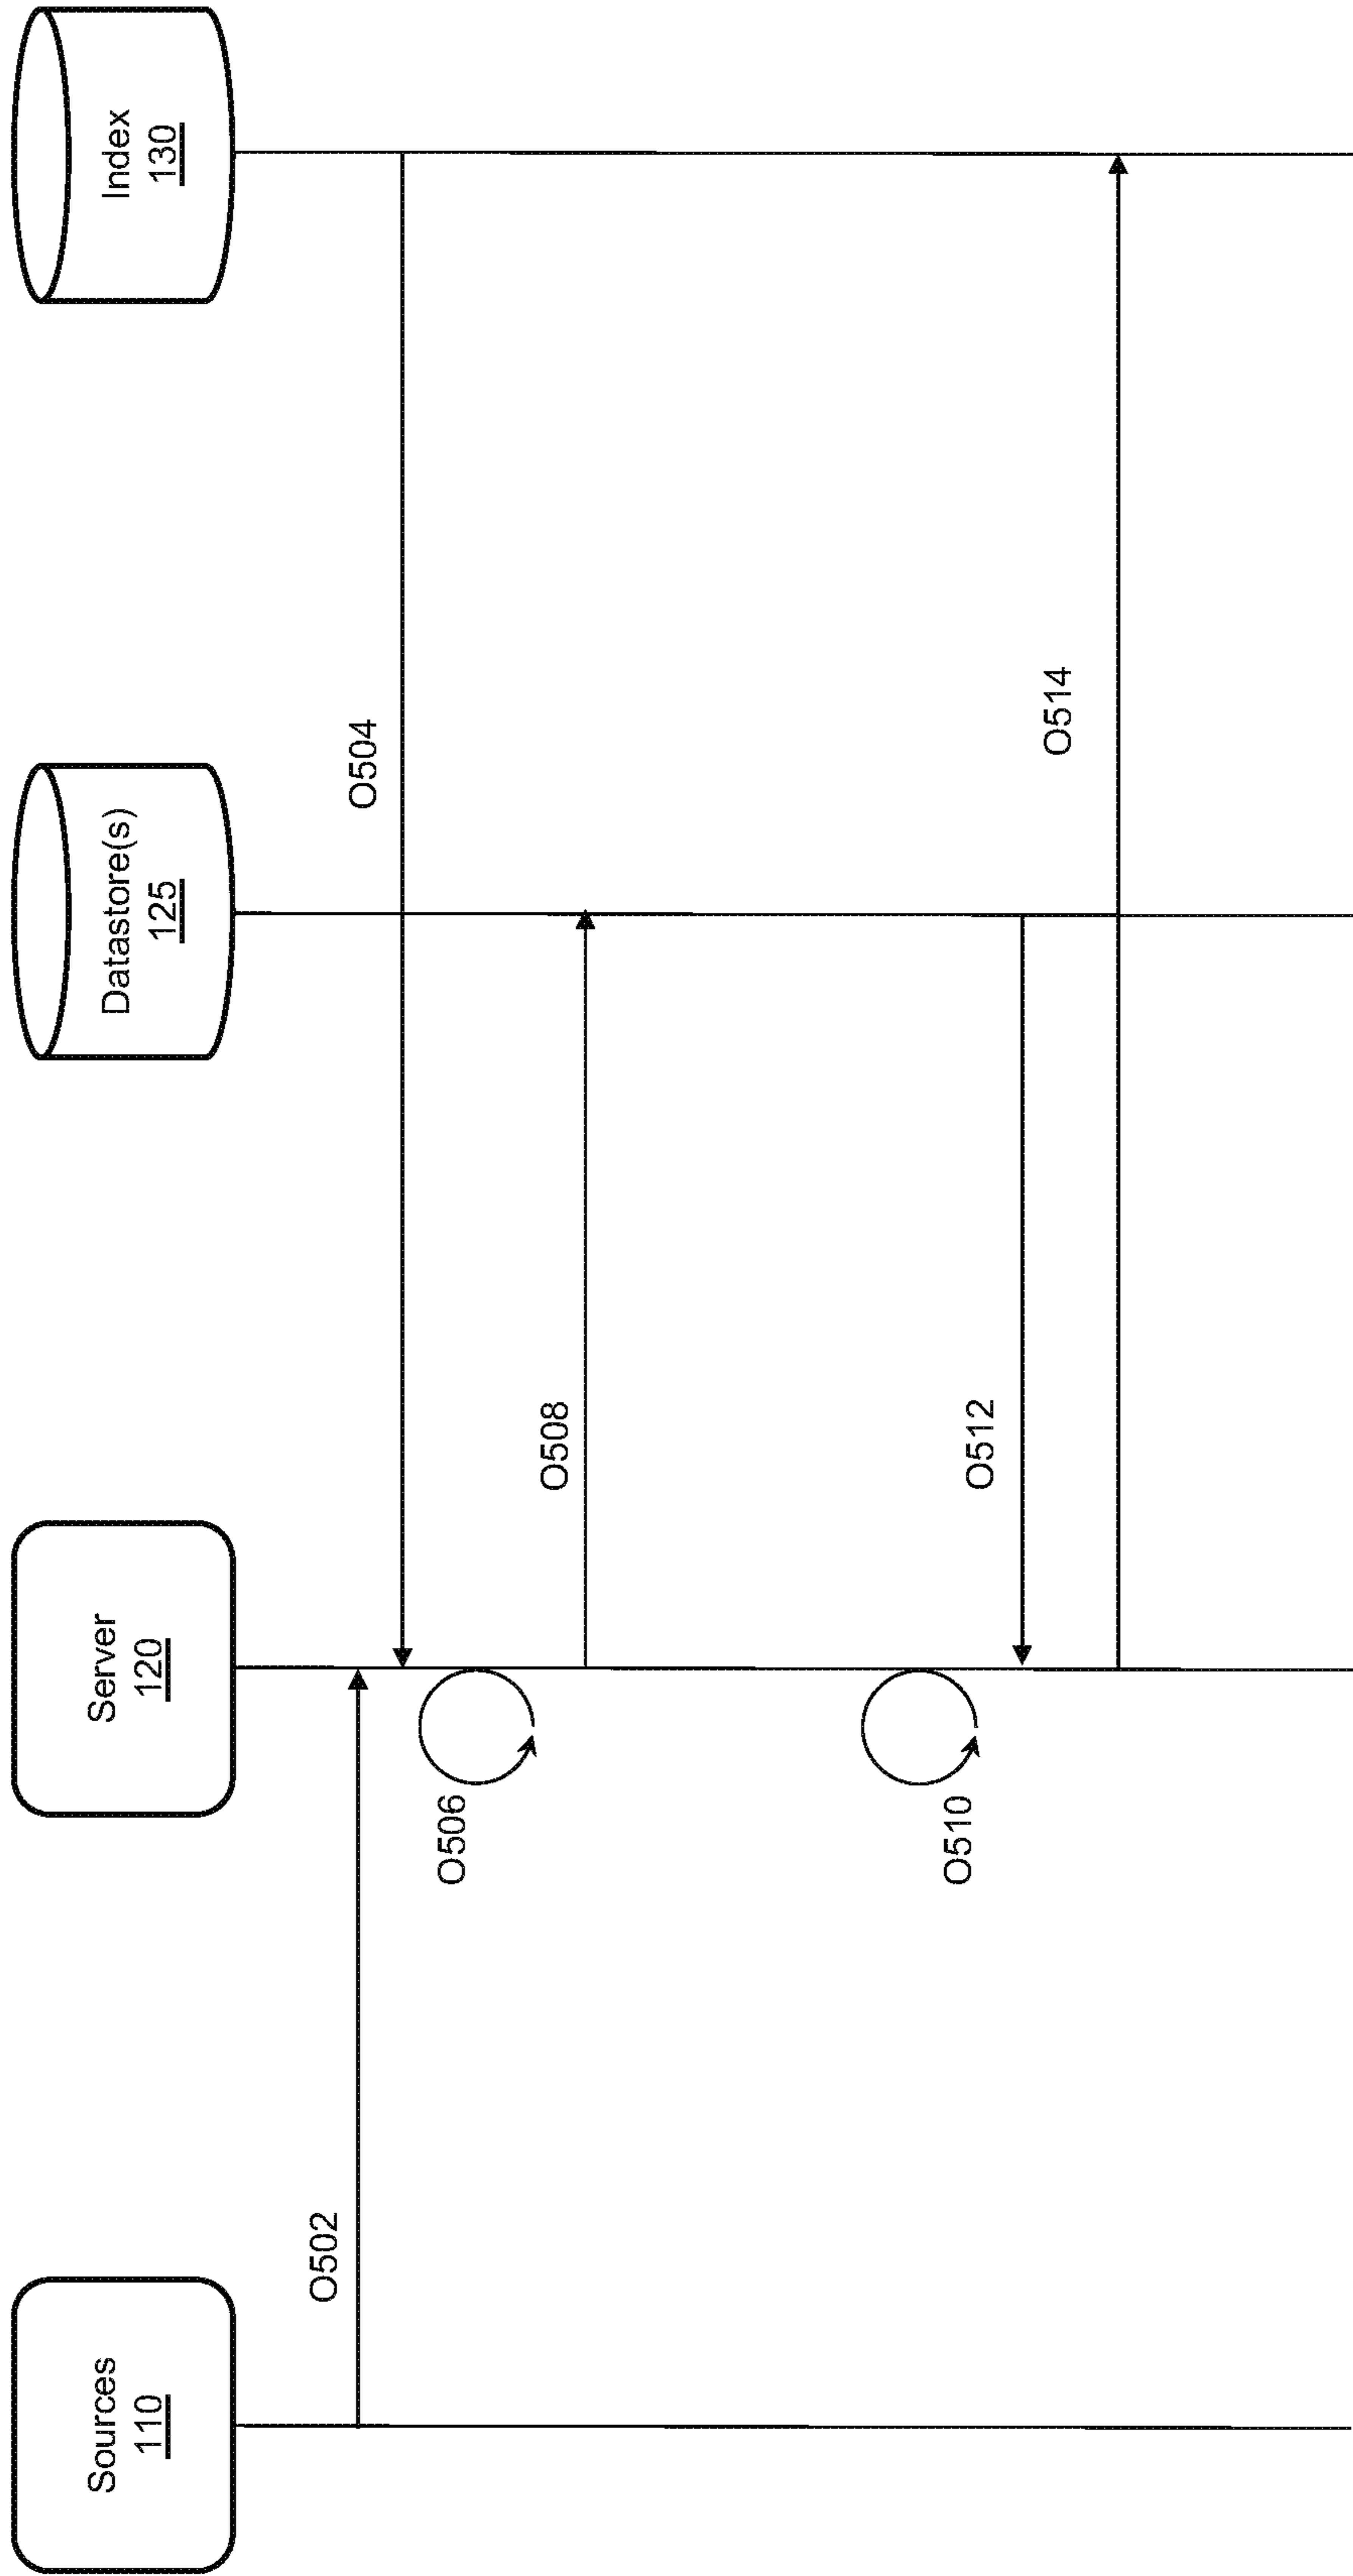 Sources
110
Server
120
Datastore(s)
125
Index
130
O502
O504
O506
O508
O510
O512
O514